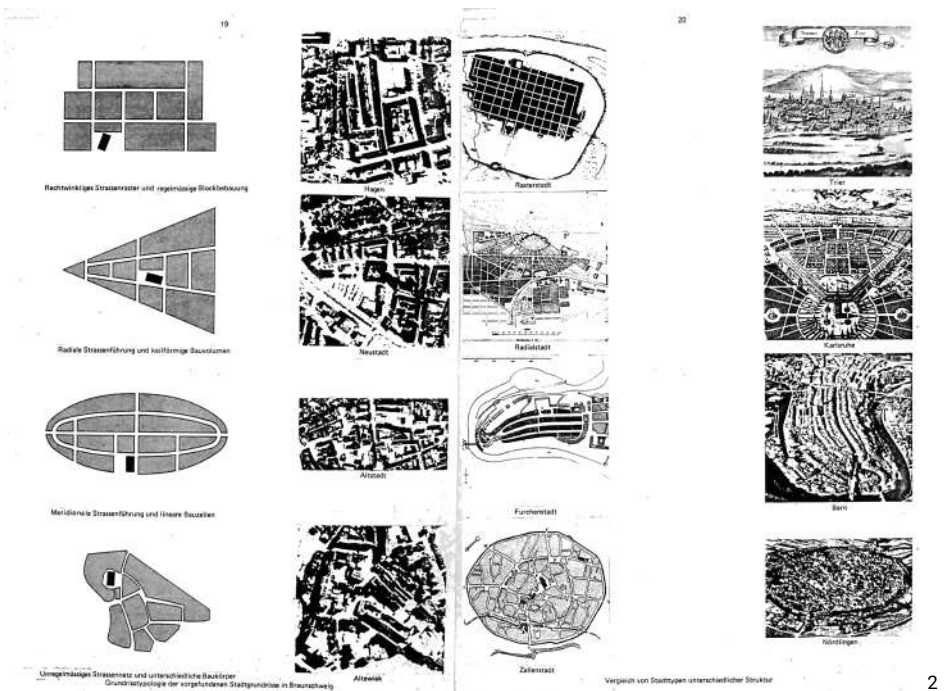 19
Rechtwinkliges Strassenraster und regelmässige Blockbebauung
Hagen
Radiale Strassenführung und keilförmige Bauvolumen
Neustadt
Meridionale Strassenführung und lineare Bauzeilen
Altstadt
Unregelmässiges Strassennetz und unterschiedliche Baukörper
Grundrisstypologie der vorgefundenen Stadtgrundrisse in Braunschweig
Altewiek
20
Rasterstadt
Trier
Radialstadt
Karlsruhe
Furchenstadt
Bern
Zellenstadt
Nördlingen
Vergleich von Stadttypen unterschiedlicher Struktur
2